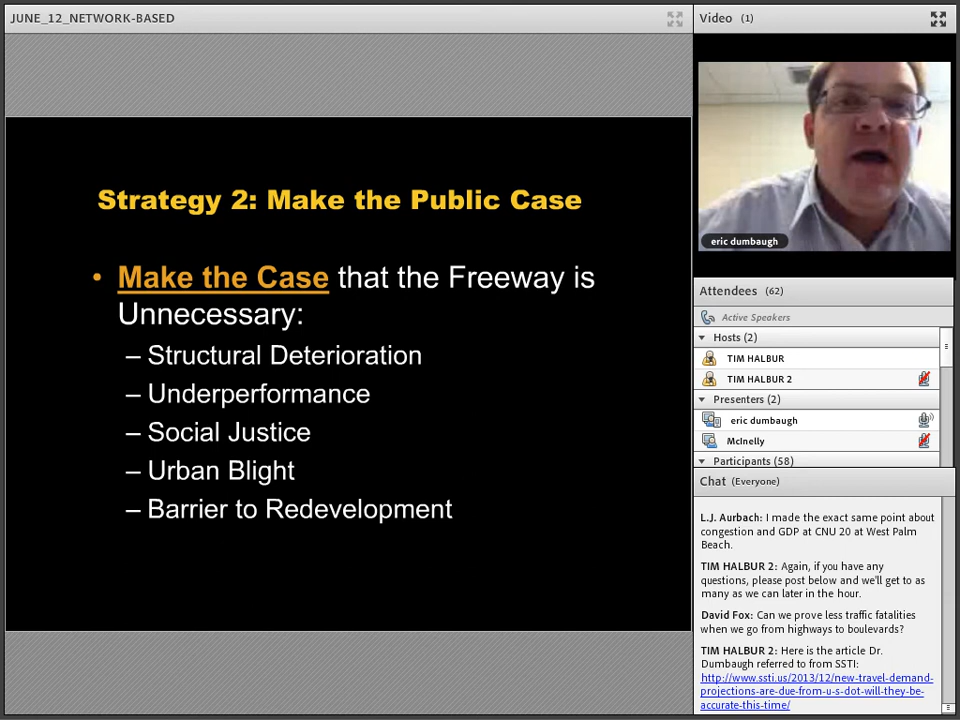 JUNE_12_NETWORK-BASED
Strategy 2: Make the Public Case
• Make the Case that the Freeway is
Unnecessary:
– Structural Deterioration
– Underperformance
– Social Justice
– Urban Blight
– Barrier to Redevelopment
Video (1)
eric dumbaugh
Attendees (62)
Active Speakers
Hosts (2)
TIM HALBUR
TIM HALBUR 2
Presenters (2)
eric dumbaugh
McInelly
Participants (58)
Chat (Everyone)
L.J. Aurbach: I made the exact same point about
congestion and GDP at CNU 20 at West Palm
Beach.
TIM HALBUR 2: Again, if you have any
questions, please post below and we'll get to as
many as we can later in the hour.
David Fox: Can we prove less traffic fatalities
when we go from highways to boulevards?
TIM HALBUR 2: Here is the article Dr.
Dumbaugh referred to from SSTI:
http://www.ssti.us/2013/12/new-travel-demand-
projections-are-due-from-u-s-dot-will-they-be-
accurate-this-time/